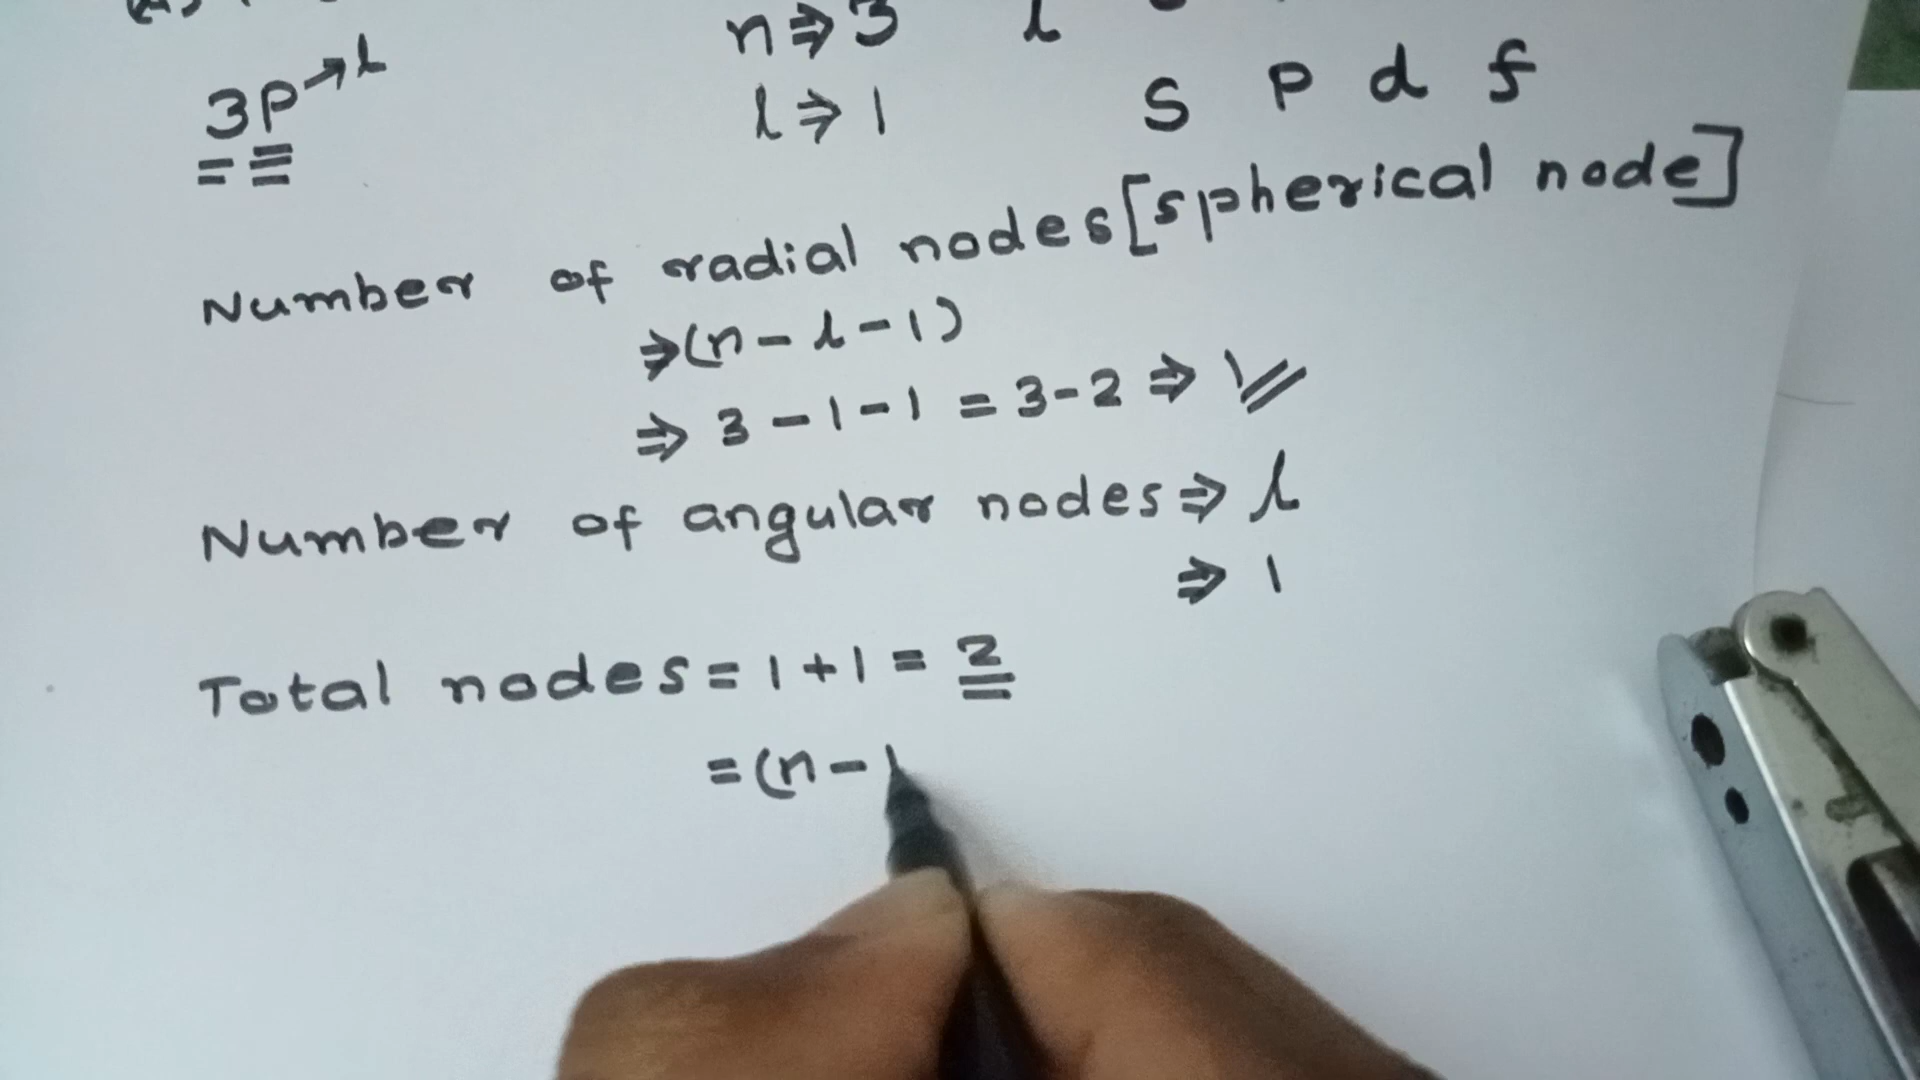 n⇒3 l
3P→l l⇒1 S P d f
Number of radial nodes[spherical node]
⇒(n-l-1)
⇒ 3-1-1 = 3-2 ⇒ 1
Number of angular nodes⇒ l
⇒ 1
Total nodes = 1+1 = 2
=(n-1